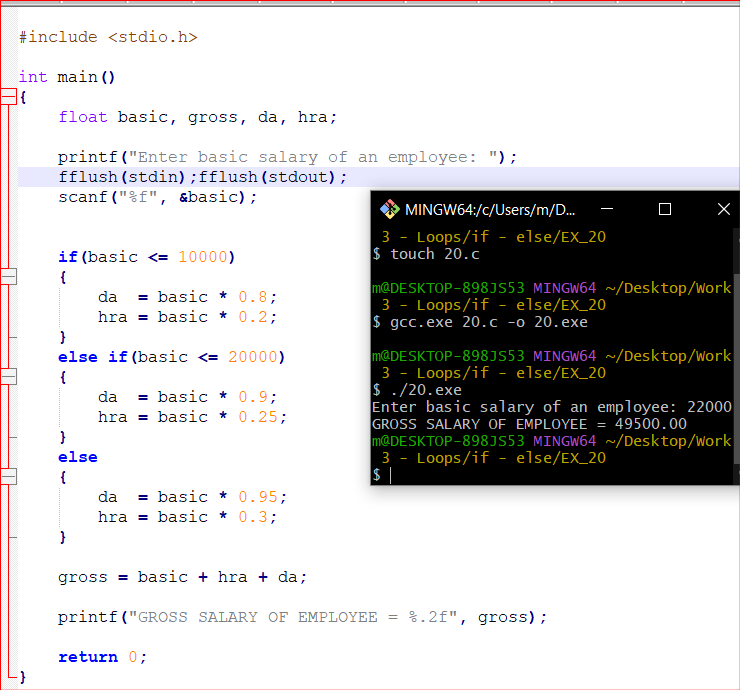 #include <stdio.h>
int main()
{
float basic, gross, da, hra;
printf("Enter basic salary of an employee: ");
fflush(stdin);fflush(stdout);
scanf("%f", &basic);
if(basic <= 10000)
{
da  = basic * 0.8;
hra = basic * 0.2;
}
else if(basic <= 20000)
{
da  = basic * 0.9;
hra = basic * 0.25;
}
else
{
da  = basic * 0.95;
hra = basic * 0.3;
}
gross = basic + hra + da;
printf("GROSS SALARY OF EMPLOYEE = %.2f", gross);
return 0;
}
MINGW64:/c/Users/m/D...
3 - Loops/if - else/EX_20
$ touch 20.c
m@DESKTOP-898JS53 MINGW64 ~/Desktop/Work
3 - Loops/if - else/EX_20
$ gcc.exe 20.c -o 20.exe
m@DESKTOP-898JS53 MINGW64 ~/Desktop/Work
3 - Loops/if - else/EX_20
$ ./20.exe
Enter basic salary of an employee: 22000
GROSS SALARY OF EMPLOYEE = 49500.00
m@DESKTOP-898JS53 MINGW64 ~/Desktop/Work
3 - Loops/if - else/EX_20
$